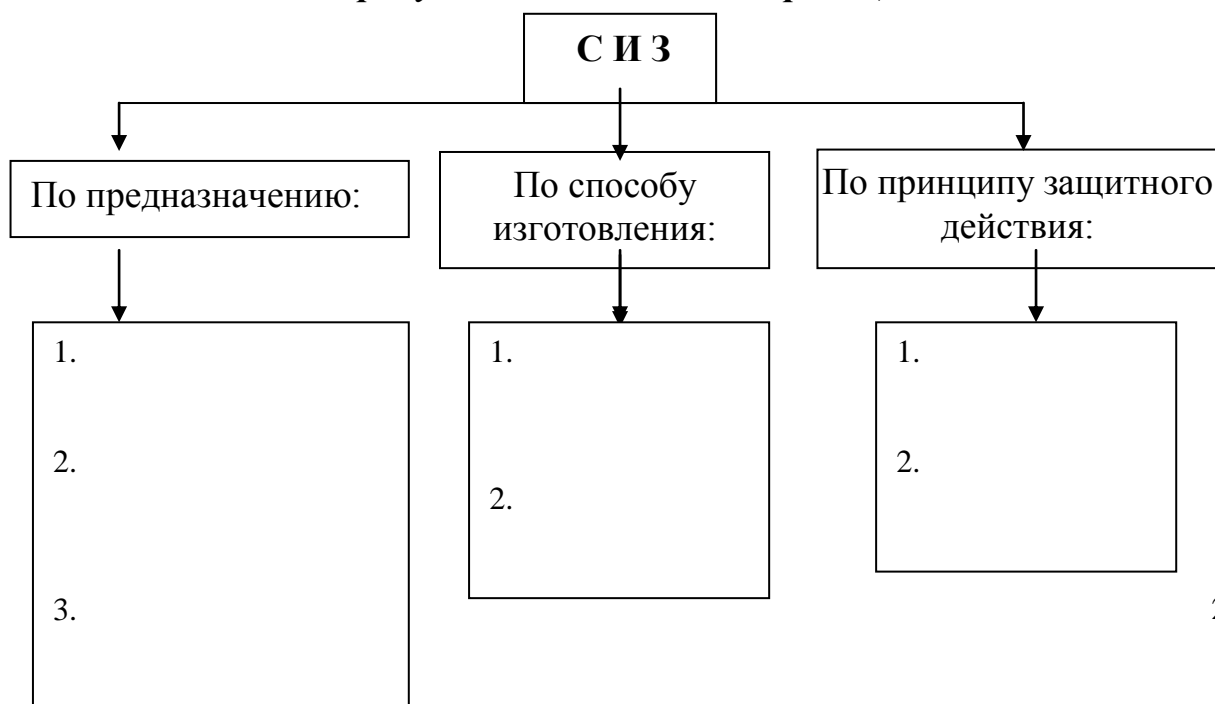 С И З
По предназначению:
По способу
изготовления:
По принципу защитного
действия:
1.
2.
3.
1.
2.
1.
2.